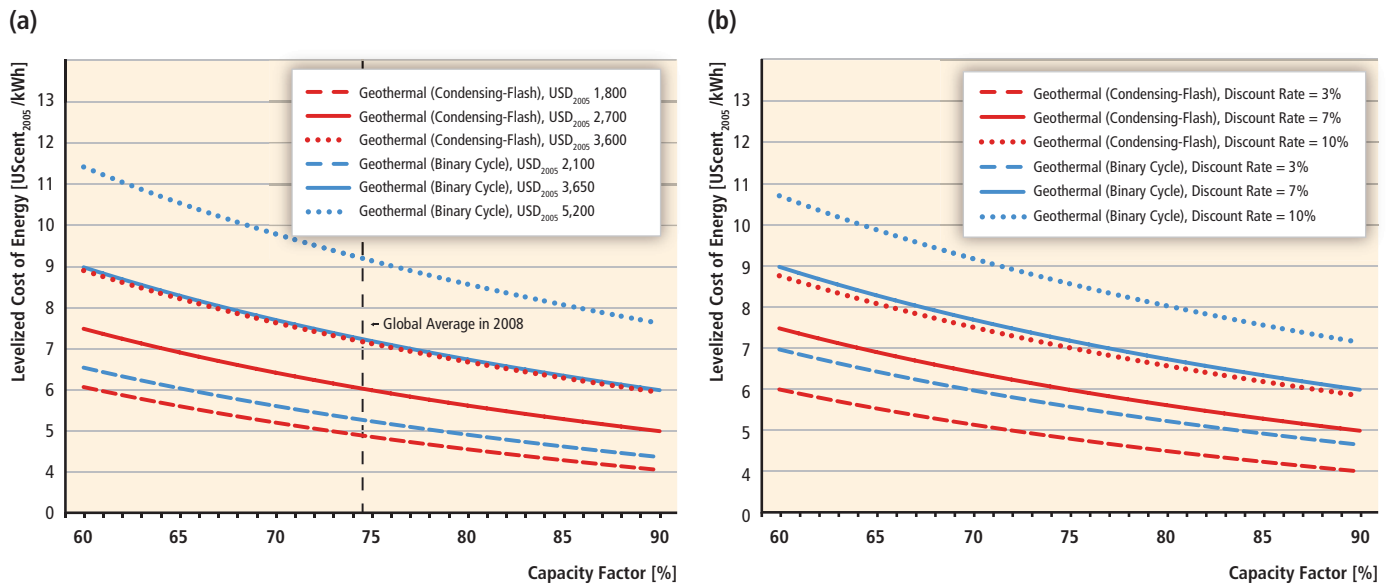 (a)
Levelized Cost of Energy [UScent2005 /kWh]
13
12
11
10
9
8
7
6
5
4
0
Geothermal (Condensing-Flash), USD2005 1,800
Geothermal (Condensing-Flash), USD2005 2,700
Geothermal (Condensing-Flash), USD2005 3,600
Geothermal (Binary Cycle), USD2005 2,100
Geothermal (Binary Cycle), USD2005 3,650
Geothermal (Binary Cycle), USD2005 5,200
Global Average in 2008
60 65 70 75 80 85 90
Capacity Factor [%]
(b)
Levelized Cost of Energy [UScent2005 /kWh]
13
12
11
10
9
8
7
6
5
4
0
Geothermal (Condensing-Flash), Discount Rate = 3%
Geothermal (Condensing-Flash), Discount Rate = 7%
Geothermal (Condensing-Flash), Discount Rate = 10%
Geothermal (Binary Cycle), Discount Rate = 3%
Geothermal (Binary Cycle), Discount Rate = 7%
Geothermal (Binary Cycle), Discount Rate = 10%
60 65 70 75 80 85 90
Capacity Factor [%]